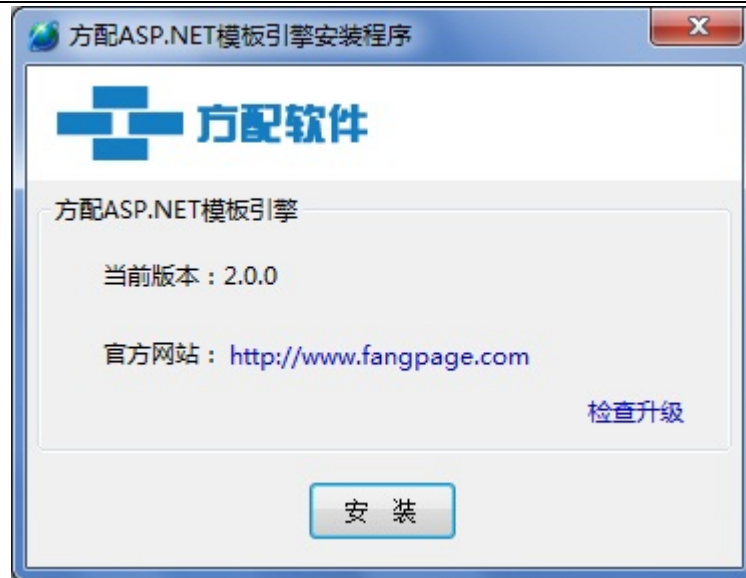 方配ASP.NET模板引擎安装程序
方配软件
方配ASP.NET模板引擎
当前版本：2.0.0
官方网站： http://www.fangpage.com
检查升级
安 装